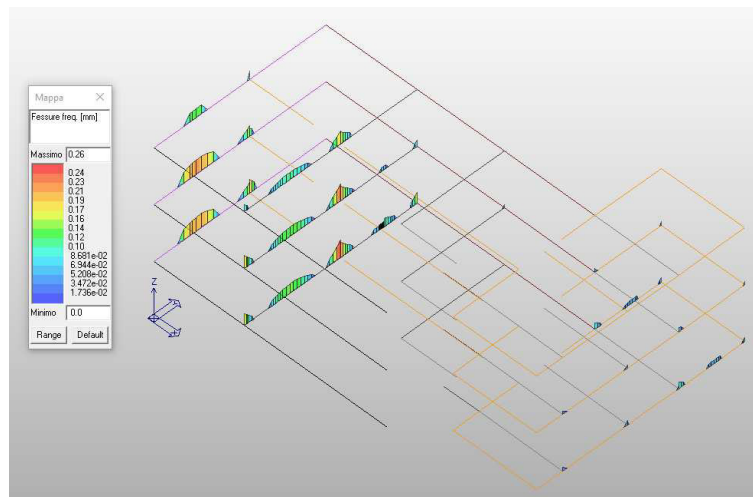 Mappa
Fessure freq. [mm]
Massimo 0.26
0.24
0.23
0.21
0.19
0.17
0.16
0.14
0.12
0.10
8.681e-02
6.944e-02
5.208e-02
3.472e-02
1.736e-02
Minimo 0.0
Range Default
Z